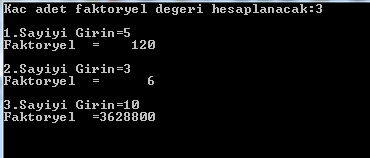 Kac adet faktoryel degeri hesaplanacak:3
1.Sayiyi Girin=5
Faktoryel  =    120
2.Sayiyi Girin=3
Faktoryel  =      6
3.Sayiyi Girin=10
Faktoryel  =3628800